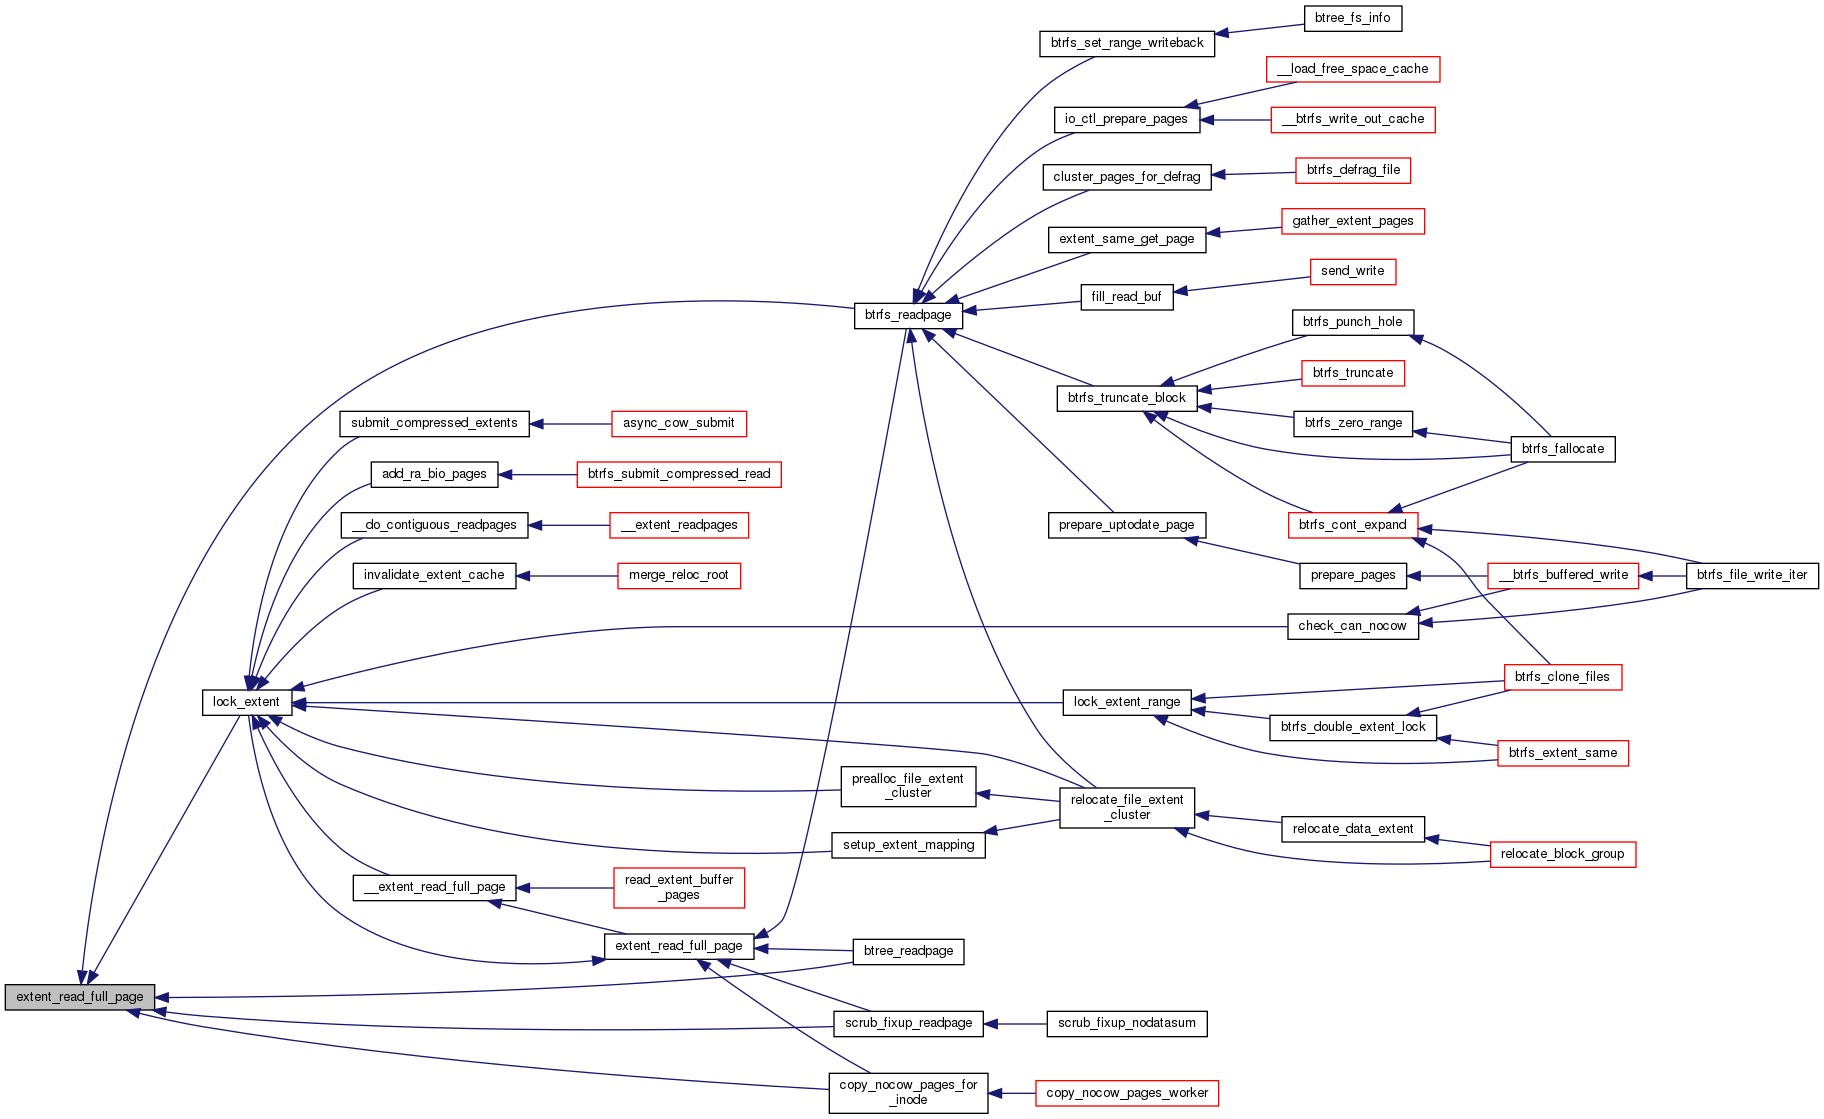 btree_fs_info
btrfs_set_range_writeback
__load_free_space_cache
io_ctl_prepare_pages
__btrfs_write_out_cache
cluster_pages_for_defrag
btrfs_defrag_file
extent_same_get_page
gather_extent_pages
fill_read_buf
send_write
btrfs_readpage
btrfs_punch_hole
btrfs_truncate
btrfs_truncate_block
btrfs_zero_range
btrfs_fallocate
submit_compressed_extents
async_cow_submit
add_ra_bio_pages
btrfs_submit_compressed_read
__do_contiguous_readpages
__extent_readpages
prepare_uptodate_page
btrfs_cont_expand
invalidate_extent_cache
merge_reloc_root
prepare_pages
__btrfs_buffered_write
btrfs_file_write_iter
check_can_nocow
btrfs_clone_files
lock_extent
lock_extent_range
btrfs_double_extent_lock
btrfs_extent_same
prealloc_file_extent
_cluster
relocate_file_extent
_cluster
relocate_data_extent
setup_extent_mapping
relocate_block_group
__extent_read_full_page
read_extent_buffer
_pages
extent_read_full_page
btree_readpage
extent_read_full_page
scrub_fixup_readpage
scrub_fixup_nodatasum
copy_nocow_pages_for
_inode
copy_nocow_pages_worker